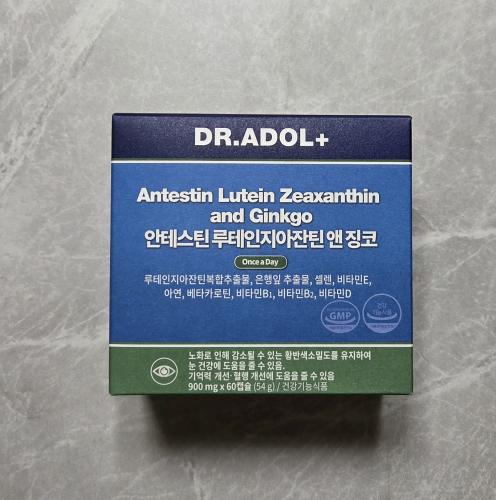 DR.ADOL+
Antestin Lutein Zeaxanthin
and Ginkgo
안테스틴 루테인지아잔틴 앤 징코
Once a Day
루테인지아잔틴복합추출물, 은행잎 추출물, 셀렌, 비타민E,
아연, 베타카로틴, 비타민B1, 비타민B2, 비타민D
GMP
건강
기능식품
노화로 인해 감소될 수 있는 황반색소밀도를 유지하여
눈 건강에 도움을 줄 수 있음.
기억력 개선·혈행 개선에 도움을 줄 수 있음
900 mg x 60캡슐 (54 g) / 건강기능식품